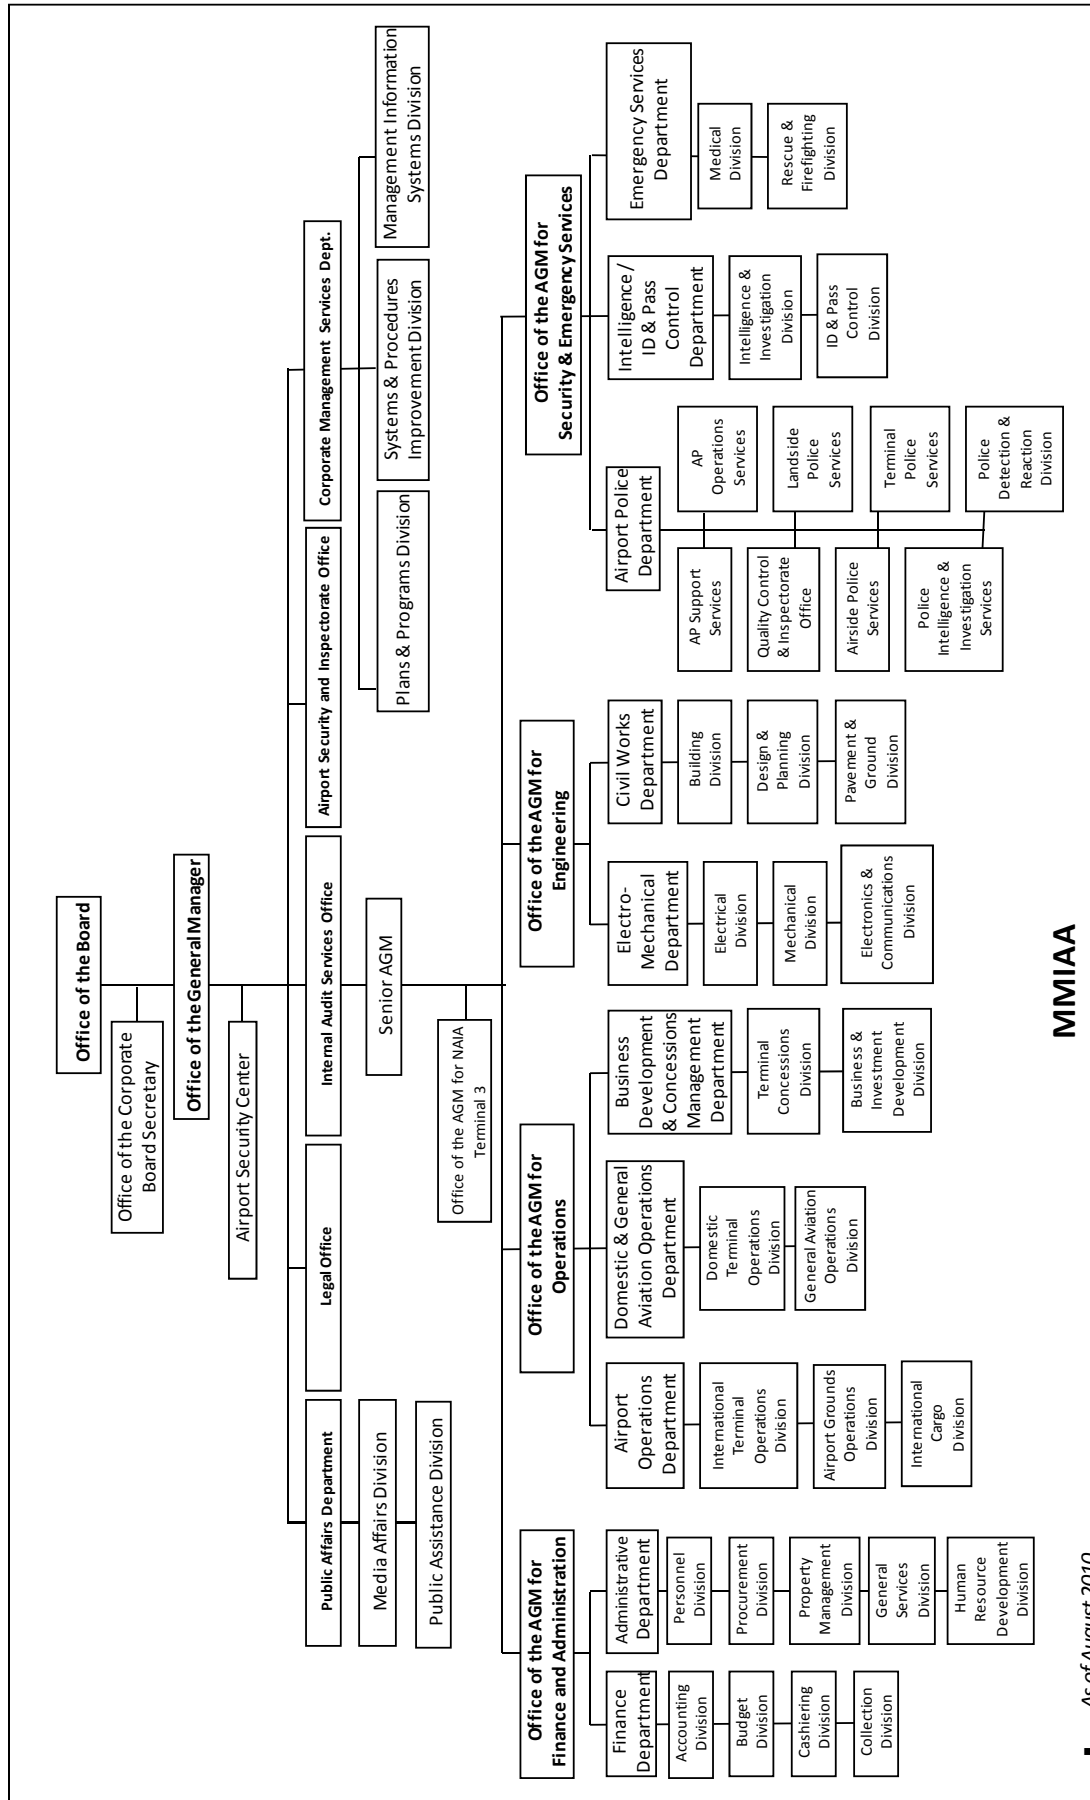 Office of the Board
Office of the Corporate
Board Secretary
Office of the General Manager
Airport Security Center
Public Affairs Department
Legal Office
Internal Audit Services Office
Airport Security and Inspectorate Office
Corporate Management Services Dept.
Media Affairs Division
Public Assistance Division
Senior AGM
Plans & Programs Division
Systems & Procedures
Improvement Division
Management Information
Systems Division
Office of the AGM for NAIA
Terminal 3
Office of the AGM for
Finance and Administration
Office of the AGM for
Operations
Office of the AGM for
Engineering
Office of the AGM for
Security & Emergency Services
Finance
Department
Accounting
Division
Budget
Division
Cashiering
Division
Collection
Division
Administrative
Department
Personnel
Division
Procurement
Division
Property
Management
Division
General
Services
Division
Human
Resource
Development
Division
Airport
Operations
Department
International
Terminal
Operations
Division
Airport Grounds
Operations
Division
International
Cargo
Division
Domestic & General
Aviation Operations
Department
Domestic
Terminal
Operations
Division
General Aviation
Operations
Division
Business
Development
& Concessions
Management
Department
Terminal
Concessions
Division
Business &
Investment
Development
Division
Electro-
Mechanical
Department
Electrical
Division
Mechanical
Division
Electronics &
Communications
Division
Civil Works
Department
Building
Division
Design &
Planning
Division
Pavement &
Ground
Division
Airport Police
Department
AP Support
Services
AP
Operations
Services
Quality Control
& Inspectorate
Office
Landside
Police
Services
Airside Police
Services
Terminal
Police
Services
Police
Intelligence &
Investigation
Services
Police
Detection &
Reaction
Division
Intelligence /
ID & Pass
Control
Department
Intelligence &
Investigation
Division
ID & Pass
Control
Division
Emergency Services
Department
Medical
Division
Rescue &
Firefighting
Division
MMIAA
As of August 2010